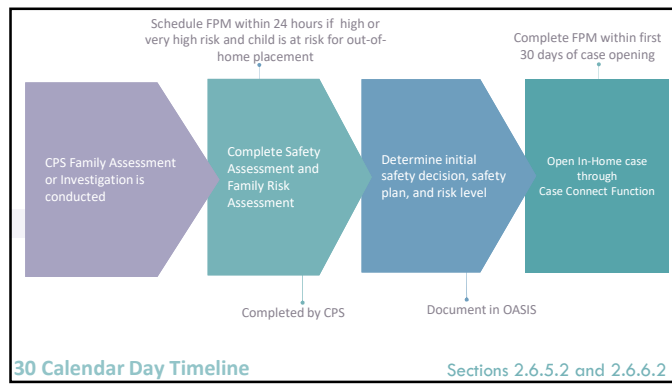 Schedule FPM within 24 hours if  high or
very high risk and child is at risk for out-of-
home placement
Complete FPM within first
30 days of case opening
CPS Family Assessment
or Investigation is
conducted
Complete Safety
Assessment and
Family Risk
Assessment
Determine initial
safety decision, safety
plan, and risk level
Open In-Home case
through
Case Connect Function
Completed by CPS
Document in OASIS
30 Calendar Day Timeline
Sections 2.6.5.2 and 2.6.6.2